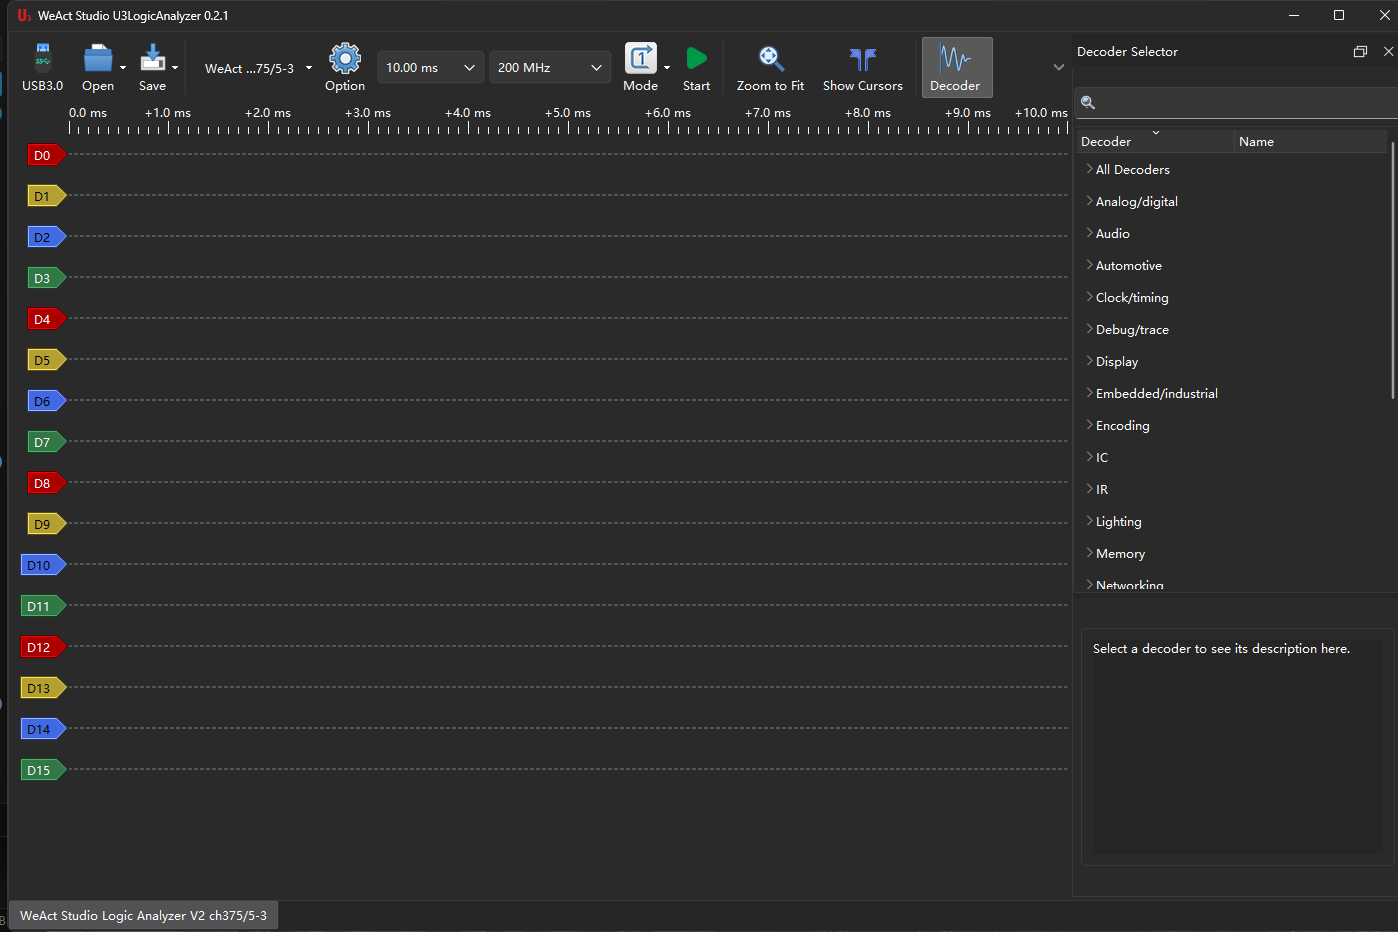 WeAct Studio U3LogicAnalyzer 0.2.1
USB3.0
Open
Save
WeAct ...75/5-3
Option
10.00 ms
200 MHz
1
Mode
Start
Zoom to Fit
Show Cursors
Decoder
0.0 ms +1.0 ms +2.0 ms +3.0 ms +4.0 ms +5.0 ms +6.0 ms +7.0 ms +8.0 ms +9.0 ms +10.0 ms
D0
D1
D2
D3
D4
D5
D6
D7
D8
D9
D10
D11
D12
D13
D14
D15
Decoder Selector
Decoder Name
All Decoders
Analog/digital
Audio
Automotive
Clock/timing
Debug/trace
Display
Embedded/industrial
Encoding
IC
IR
Lighting
Memory
Networking
Select a decoder to see its description here.
WeAct Studio Logic Analyzer V2 ch375/5-3